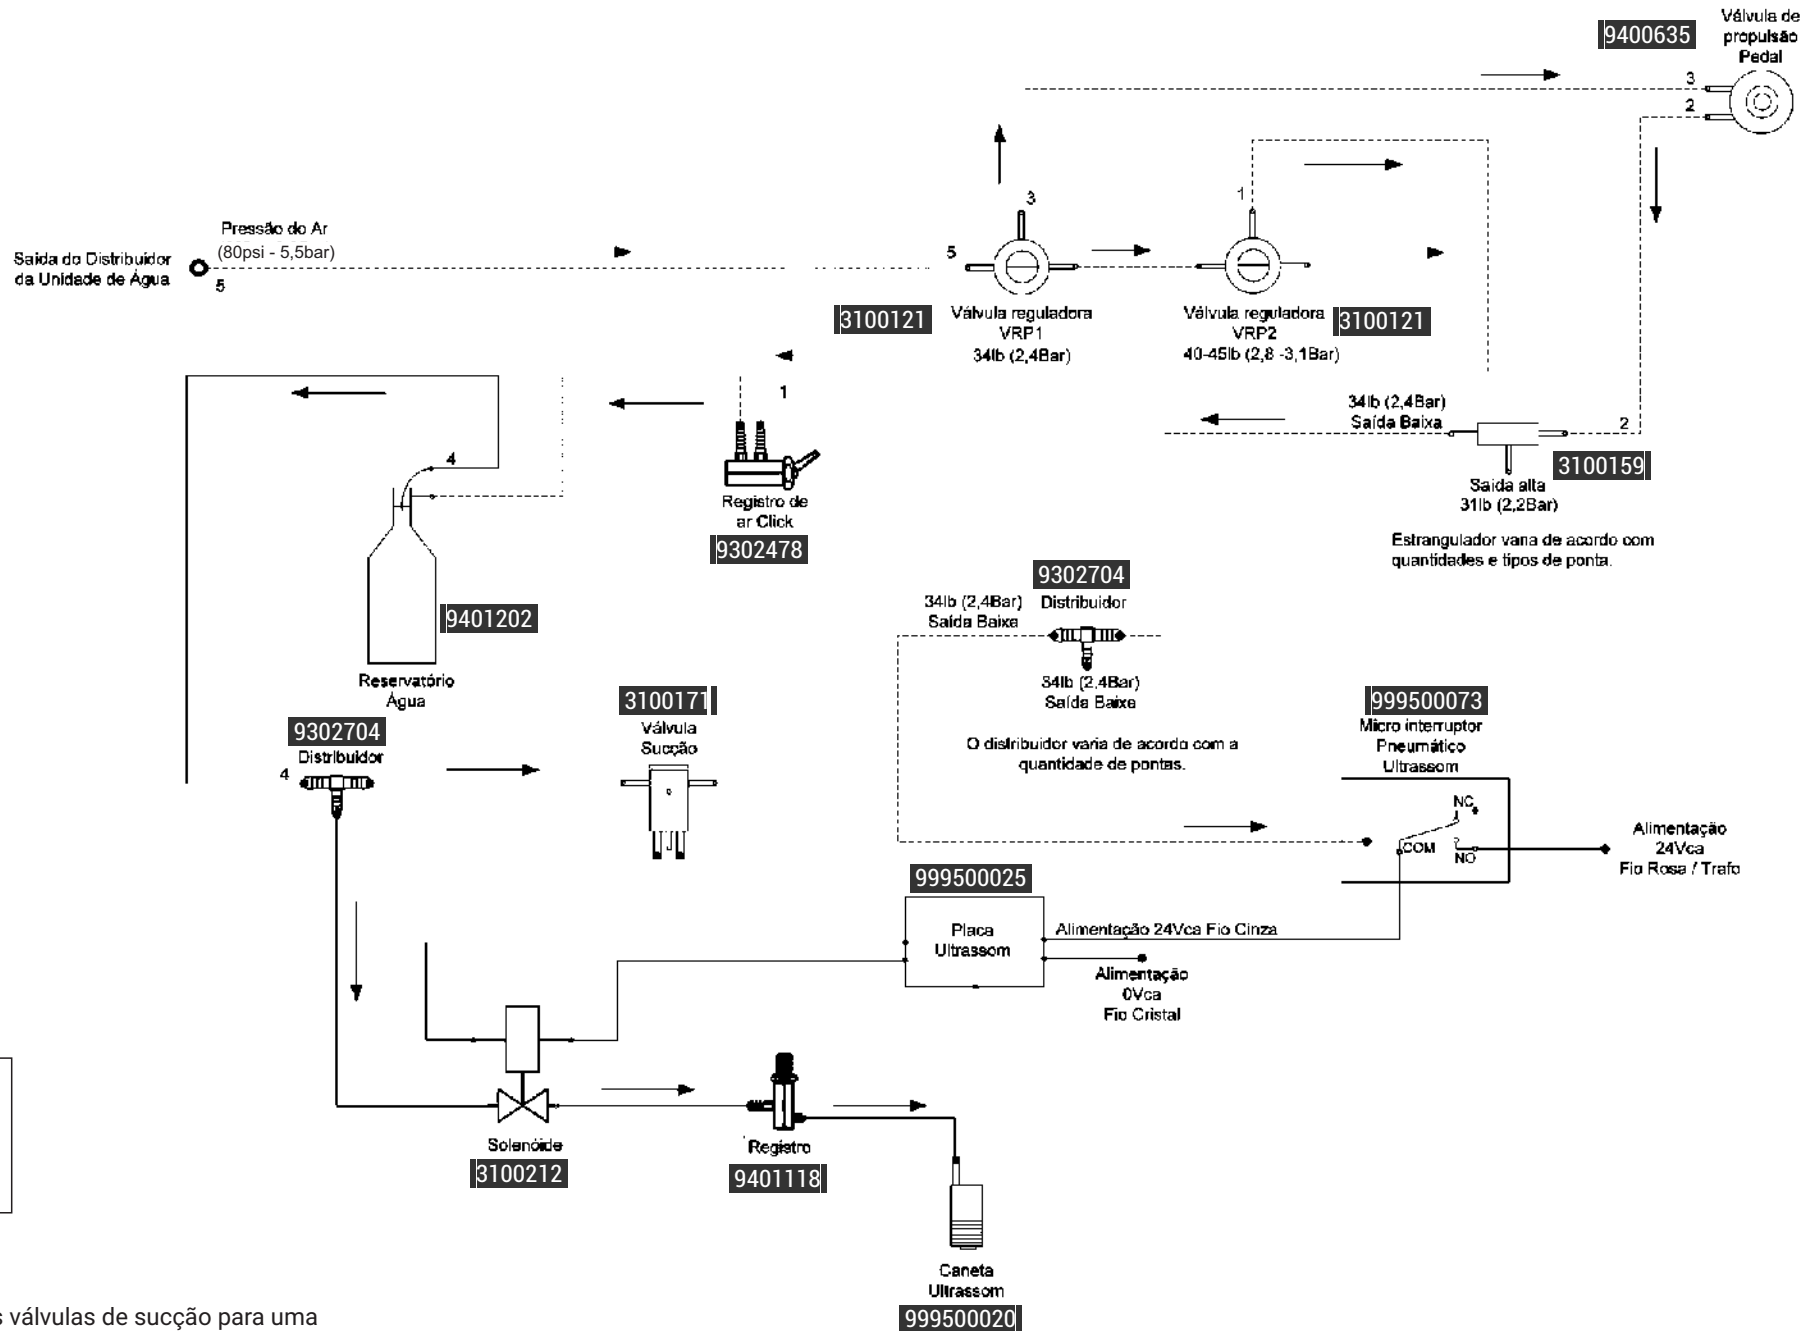 9400635
Válvula de
propulsão
Pedal
3
2
3
1
Pressão do Ar
(80psi - 5,5bar)
Saída do Distribuidor
da Unidade de Água
5
5
3100121
Válvula reguladora
VRP1
34lb (2,4Bar)
Válvula reguladora
VRP2
40-45lb (2,8 -3,1Bar)
3100121
1
34lb (2,4Bar)
Saída Baixa
2
3100159
Saída alta
31lb (2,2Bar)
Estrangulador varia de acordo com
quantidades e tipos de ponta.
4
Registro de
ar Click
9302478
9401202
Reservatório
Água
9302704
34lb (2,4Bar)
Saída Baixa
Distribuidor
34lb (2,4Bar)
Saída Baixa
O distribuidor varia de acordo com a
quantidade de pontas.
9302704
Distribuidor
4
3100171
Válvula
Sucção
999500073
Micro interruptor
Pneumático
Ultrassom
NC
COM
NO
Alimentação
24Vca
Fio Rosa / Trafo
999500025
Placa
Ultrassom
Alimentação 24Vca Fio Cinza
Alimentação
0Vca
Fio Cristal
Solenóide
3100212
Registro
9401118
Caneta
Ultrassom
999500020
válvulas de sucção para uma